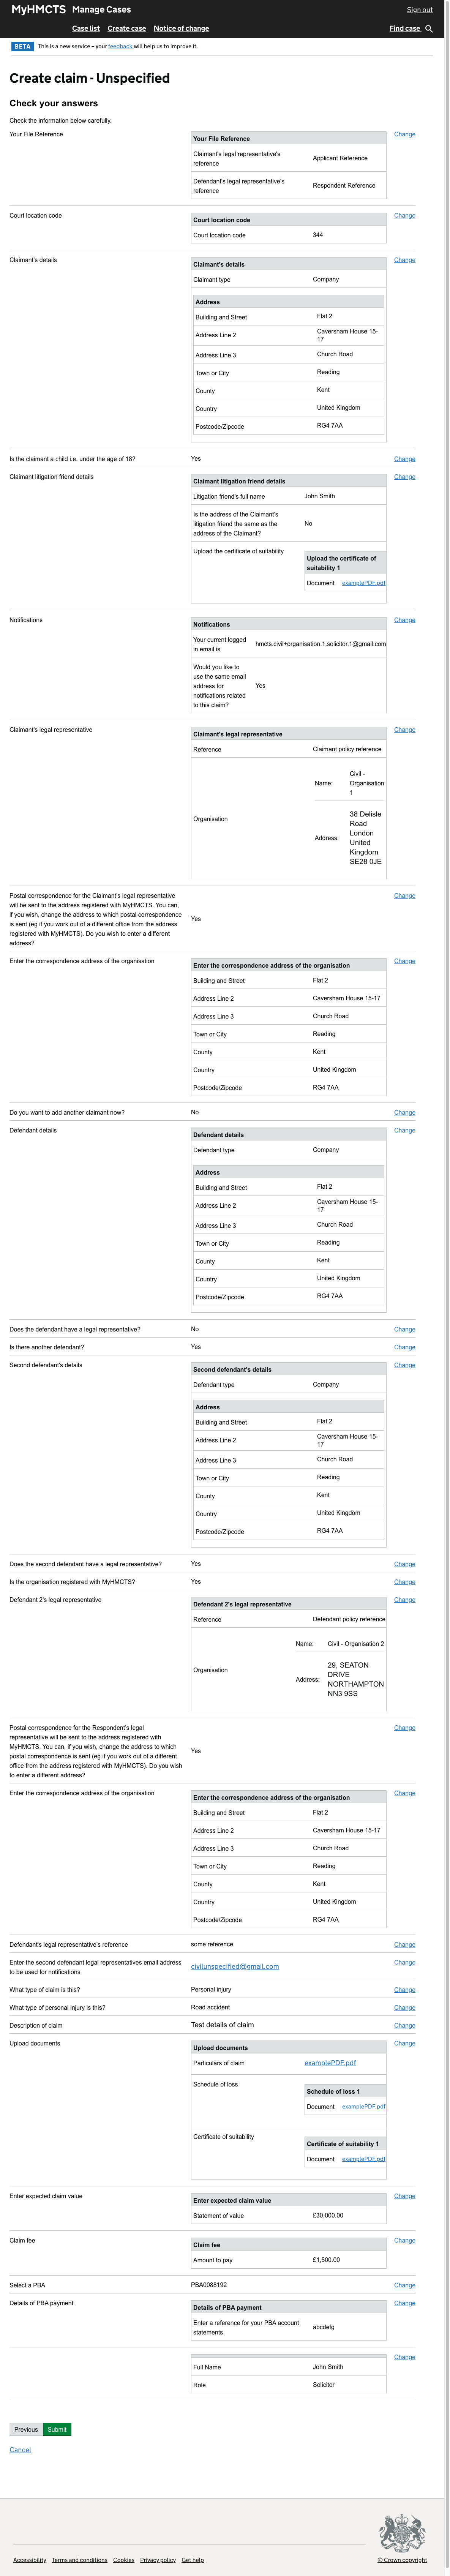 MyHMCTS Manage Cases Sign out
Case list Create case Notice of change Find case
BETA This is a new service – your feedback will help us to improve it.
Create claim - Unspecified
Check your answers
Check the information below carefully.
Your File Reference
Your File Reference
Claimant's legal representative's
reference
Applicant Reference
Defendant's legal representative's
reference
Respondent Reference
Change
Court location code
Court location code
Court location code 344
Change
Claimant's details
Claimant's details
Claimant type Company
Address
Building and Street Flat 2
Address Line 2 Caversham House 15-
17
Address Line 3 Church Road
Town or City Reading
County Kent
Country United Kingdom
Postcode/Zipcode RG4 7AA
Change
Is the claimant a child i.e. under the age of 18? Yes Change
Claimant litigation friend details
Claimant litigation friend details
Litigation friend's full name John Smith
Is the address of the Claimant's
litigation friend the same as the
address of the Claimant?
No
Upload the certificate of suitability
Upload the certificate of
suitability 1
Document examplePDF.pdf
Change
Notifications
Notifications
Your current logged
in email is
hmcts.civil+organisation.1.solicitor.1@gmail.com
Would you like to
use the same email
address for
notifications related
to this claim?
Yes
Change
Claimant's legal representative
Claimant's legal representative
Reference Claimant policy reference
Organisation
Name:
Civil -
Organisation
1
Address:
38 Delisle
Road
London
United
Kingdom
SE28 0JE
Change
Postal correspondence for the Claimant's legal representative
will be sent to the address registered with MyHMCTS. You can,
if you wish, change the address to which postal correspondence
is sent (eg if you work out of a different office from the address
registered with MyHMCTS). Do you wish to enter a different
address?
Yes
Change
Enter the correspondence address of the organisation
Enter the correspondence address of the organisation
Building and Street Flat 2
Address Line 2 Caversham House 15-17
Address Line 3 Church Road
Town or City Reading
County Kent
Country United Kingdom
Postcode/Zipcode RG4 7AA
Change
Do you want to add another claimant now? No Change
Defendant details
Defendant details
Defendant type Company
Address
Building and Street Flat 2
Address Line 2 Caversham House 15-
17
Address Line 3 Church Road
Town or City Reading
County Kent
Country United Kingdom
Postcode/Zipcode RG4 7AA
Change
Does the defendant have a legal representative? No Change
Is there another defendant? Yes Change
Second defendant's details
Second defendant's details
Defendant type Company
Address
Building and Street Flat 2
Address Line 2 Caversham House 15-
17
Address Line 3 Church Road
Town or City Reading
County Kent
Country United Kingdom
Postcode/Zipcode RG4 7AA
Change
Does the second defendant have a legal representative? Yes Change
Is the organisation registered with MyHMCTS? Yes Change
Defendant 2's legal representative
Defendant 2's legal representative
Reference Defendant policy reference
Organisation
Name: Civil - Organisation 2
Address:
29, SEATON
DRIVE
NORTHAMPTON
NN3 9SS
Change
Postal correspondence for the Respondent's legal
representative will be sent to the address registered with
MyHMCTS. You can, if you wish, change the address to which
postal correspondence is sent (eg if you work out of a different
office from the address registered with MyHMCTS). Do you wish
to enter a different address?
Yes
Change
Enter the correspondence address of the organisation
Enter the correspondence address of the organisation
Building and Street Flat 2
Address Line 2 Caversham House 15-17
Address Line 3 Church Road
Town or City Reading
County Kent
Country United Kingdom
Postcode/Zipcode RG4 7AA
Change
Defendant's legal representative's reference some reference Change
Enter the second defendant legal representatives email address
to be used for notifications
civilunspecified@gmail.com
Change
What type of claim is this? Personal injury Change
What type of personal injury is this? Road accident Change
Description of claim Test details of claim Change
Upload documents
Upload documents
Particulars of claim examplePDF.pdf
Schedule of loss
Schedule of loss 1
Document examplePDF.pdf
Certificate of suitability
Certificate of suitability 1
Document examplePDF.pdf
Change
Enter expected claim value
Enter expected claim value
Statement of value £30,000.00
Change
Claim fee
Claim fee
Amount to pay £1,500.00
Change
Select a PBA PBA0088192 Change
Details of PBA payment
Details of PBA payment
Enter a reference for your PBA account
statements
abcdefg
Change
Full Name John Smith
Role Solicitor
Change
Previous Submit
Cancel
Accessibility Terms and conditions Cookies Privacy policy Get help © Crown copyright